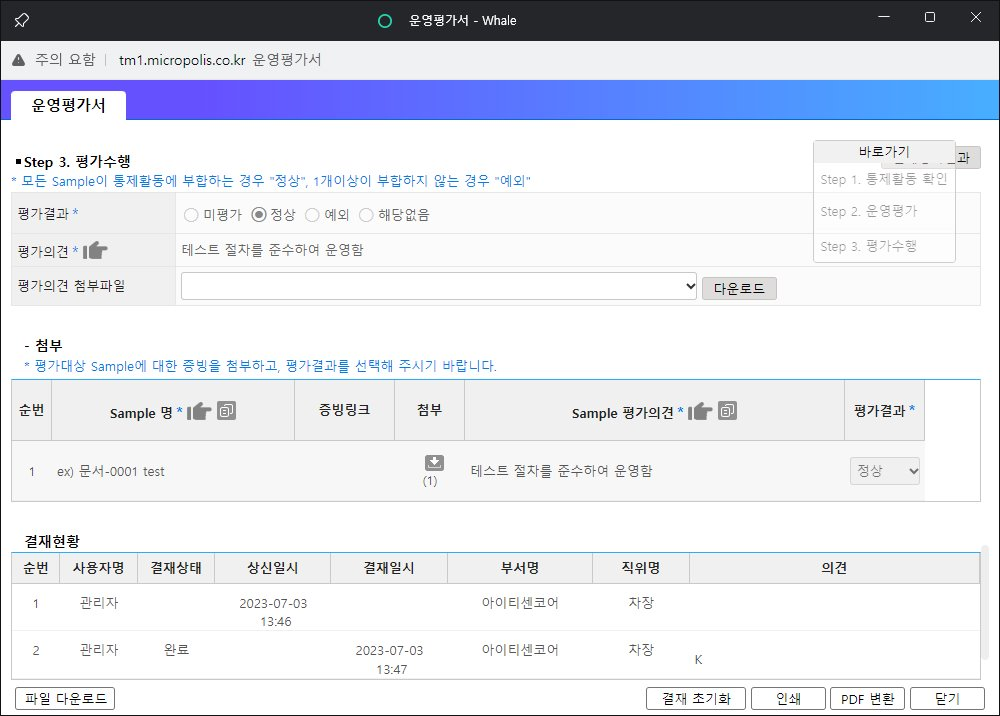 운영평가서 - Whale
주의 요함 | tm1.micropolis.co.kr 운영평가서
운영평가서
▪Step 3. 평가수행
* 모든 Sample이 통제활동에 부합하는 경우 "정상", 1개이상이 부합하지 않는 경우 "예외"
바로가기
과
Step 1. 통제활동 확인
Step 2. 운영평가
Step 3. 평가수행
평가결과 * 미평가 정상 예외 해당없음
평가의견 * 테스트 절차를 준수하여 운영함
평가의견 첨부파일 다운로드
- 첨부
* 평가대상 Sample에 대한 증빙을 첨부하고, 평가결과를 선택해 주시기 바랍니다.
순번 Sample 명 * 증빙링크 첨부 Sample 평가의견 * 평가결과 *
1 ex) 문서-0001 test (1) 테스트 절차를 준수하여 운영함 정상
결재현황
순번 사용자명 결재상태 상신일시 결재일시 부서명 직위명 의견
1 관리자 2023-07-03 13:46 아이티센코어 차장
2 관리자 완료 2023-07-03 13:47 아이티센코어 차장 K
파일 다운로드 결재 초기화 인쇄 PDF 변환 닫기